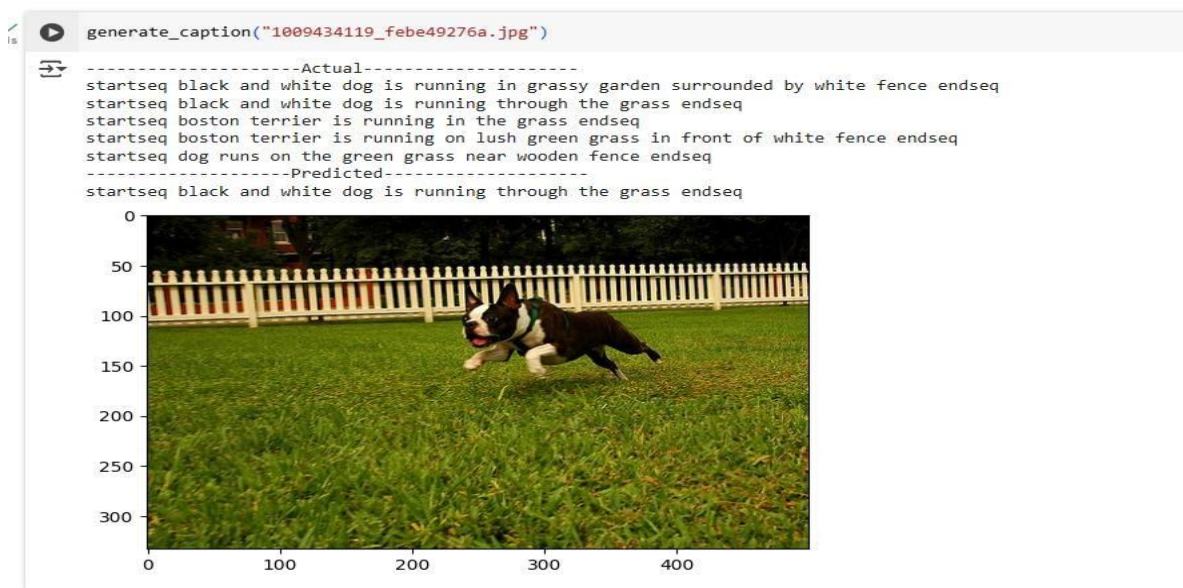 generate_caption("1009434119_febe49276a.jpg")
---------------------Actual---------------------
startseq black and white dog is running in grassy garden surrounded by white fence endseq
startseq black and white dog is running through the grass endseq
startseq boston terrier is running in the grass endseq
startseq boston terrier is running on lush green grass in front of white fence endseq
startseq dog runs on the green grass near wooden fence endseq
--------------------Predicted--------------------
startseq black and white dog is running through the grass endseq
0
50
100
150
200
250
300
0 100 200 300 400